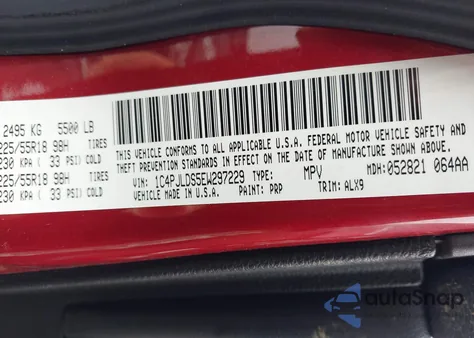 2495 KG 5500 LB
225/55R18 98H TIRES
230 KPA ( 33 PSI) COLD
225/55R18 98H TIRES
230 KPA ( 33 PSI) COLD
THIS VEHICLE CONFORMS TO ALL APPLICABLE U.S.A. FEDERAL MOTOR VEHICLE SAFETY AND
THEFT PREVENTION STANDARDS IN EFFECT ON THE DATE OF MANUFACTURE SHOWN ABOVE.
VIN: 1C4PJLDS5EW297229 TYPE: MPV MDH: 052821 064AA
VEHICLE MADE IN U.S.A. PAINT: PRP TRIM: ALX9
autoSnap